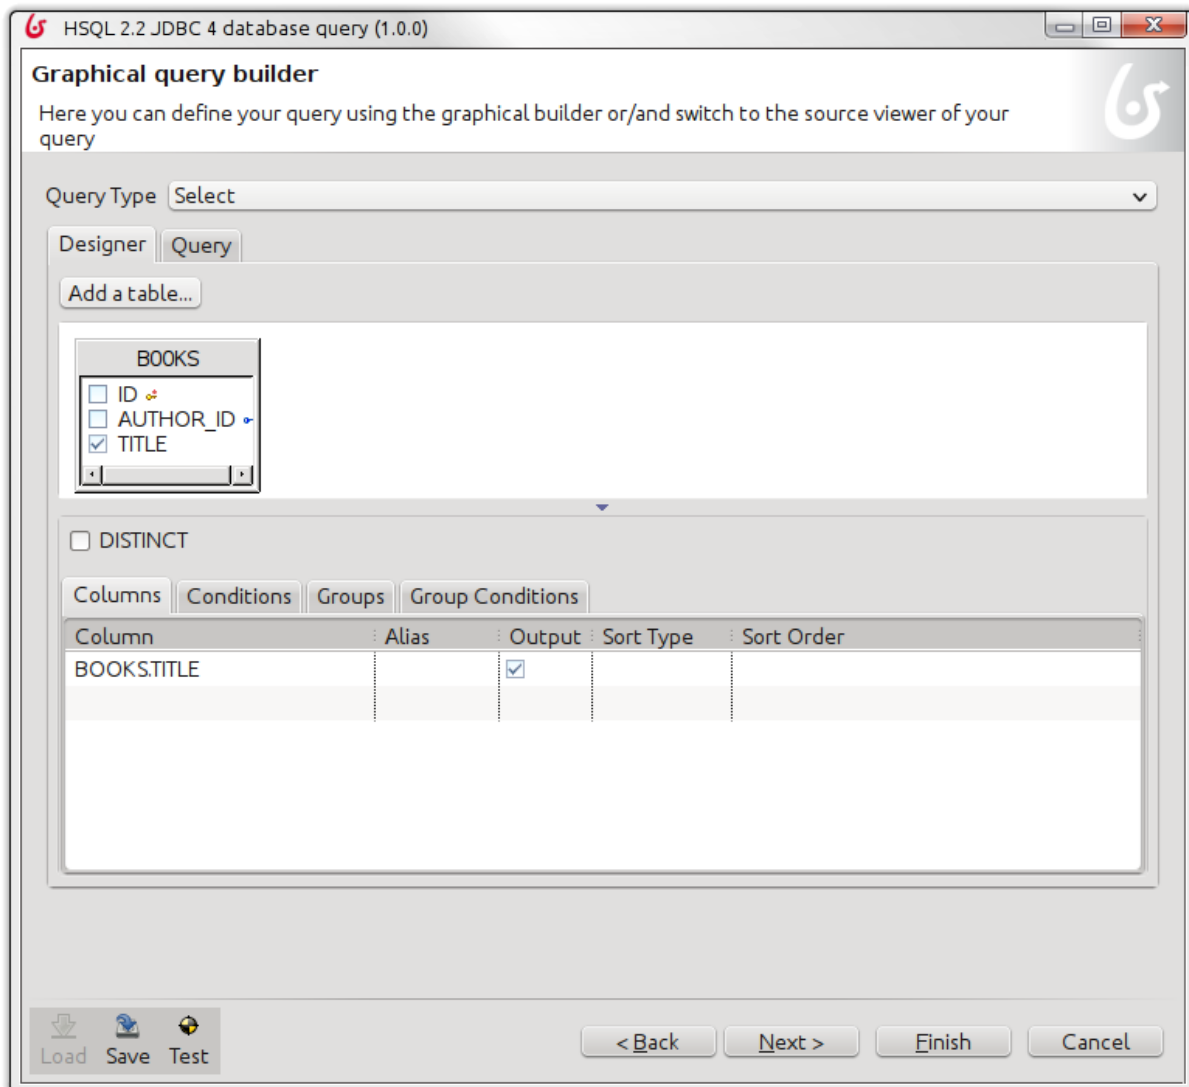 HSQL 2.2 JDBC 4 database query (1.0.0)
Graphical query builder
Here you can define your query using the graphical builder or/and switch to the source viewer of your
query
Query Type Select
Designer Query
Add a table...
BOOKS
ID
AUTHOR_ID
TITLE
DISTINCT
Columns Conditions Groups Group Conditions
Column Alias Output Sort Type Sort Order
BOOKS.TITLE
Load Save Test < Back Next > Finish Cancel